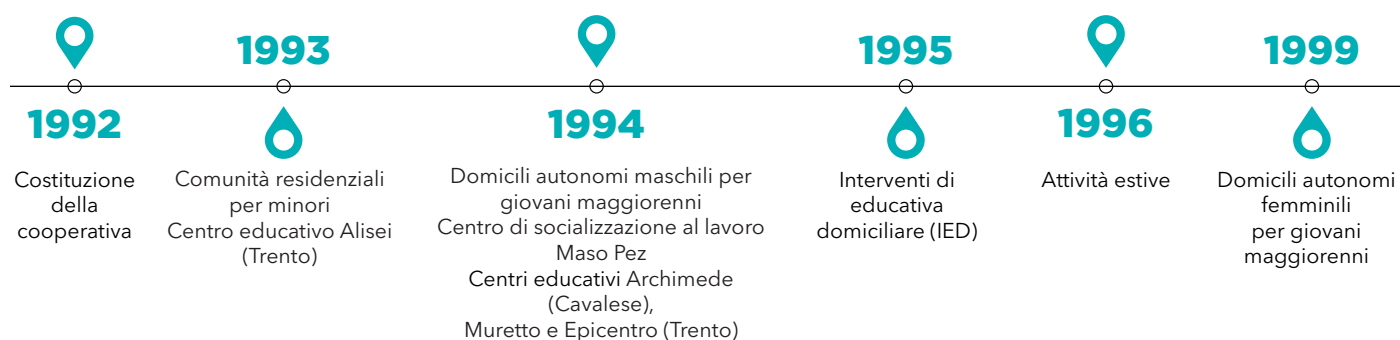 1992
Costituzione
della
cooperativa
1993
Comunità residenziali
per minori
Centro educativo Alisei
(Trento)
1994
Domicili autonomi maschili per
giovani maggiorenni
Centro di socializzazione al lavoro
Maso Pez
Centri educativi Archimede
(Cavalese),
Muretto e Epicentro (Trento)
1995
Interventi di
educativa
domiciliare (IED)
1996
Attività estive
1999
Domicili autonomi
femminili
per giovani
maggiorenni